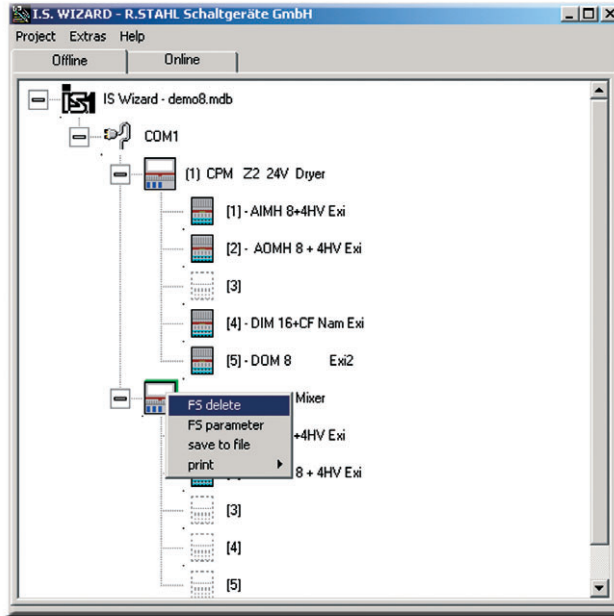 I.S. WIZARD - R.STAHL Schaltgeräte GmbH
Project Extras Help
Offline Online
IS1 IS Wizard - demo8.mdb
COM1
(1) CPM Z2 24V Dryer
[1] - AIMH 8+4HV Exi
[2] - AOMH 8 + 4HV Exi
[3]
[4] - DIM 16+CF Nam Exi
[5] - DOM 8 Exi2
Mixer
FS delete
FS parameter
+4HV Exi
save to file
print
8 + 4HV Exi
[3]
[4]
[5]